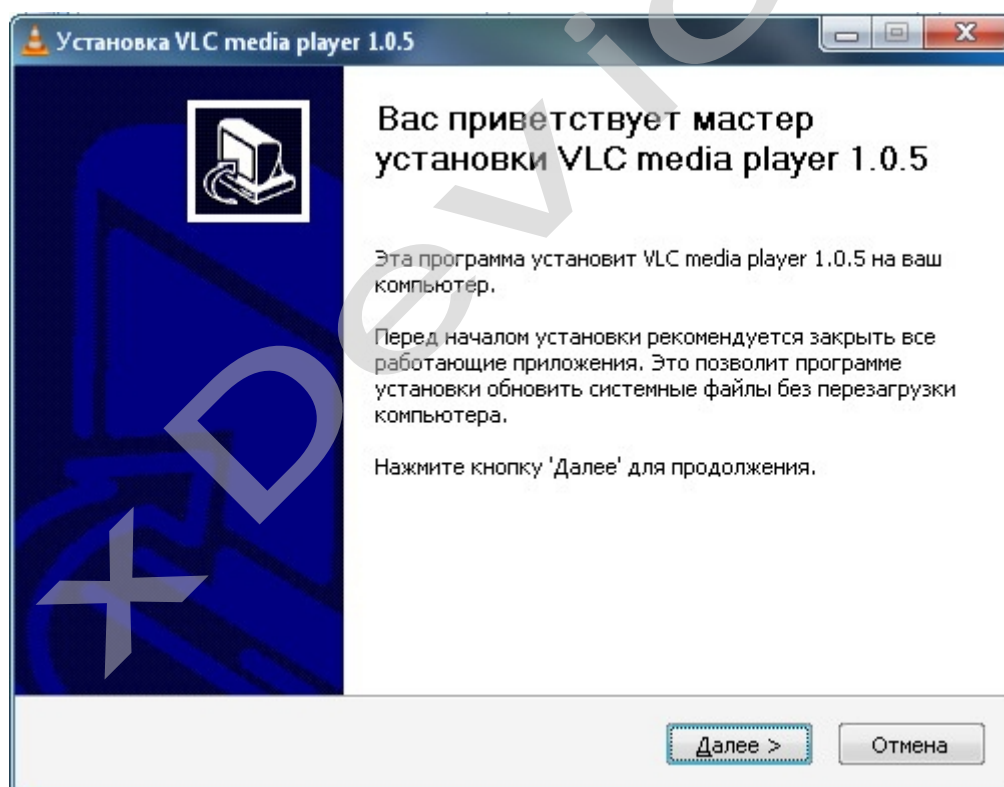 Установка VLC media player 1.0.5
Вас приветствует мастер
установки VLC media player 1.0.5
Эта программа установит VLC media player 1.0.5 на ваш
компьютер.
Перед началом установки рекомендуется закрыть все
работающие приложения. Это позволит программе
установки обновить системные файлы без перезагрузки
компьютера.
Нажмите кнопку 'Далее' для продолжения.
Далее >
Отмена